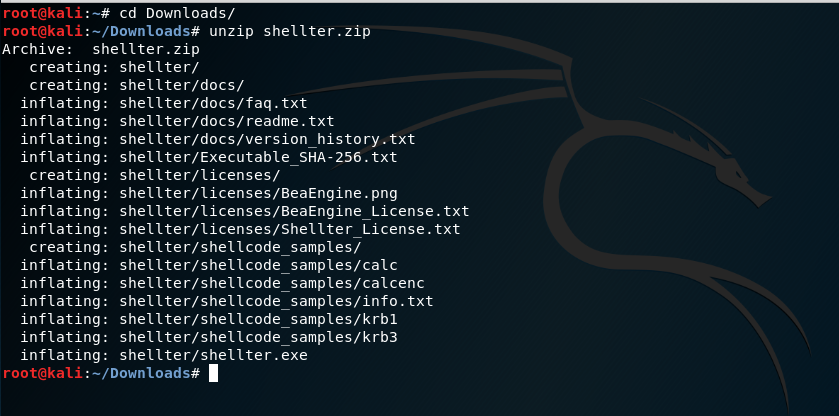 root@kali:~# cd Downloads/
root@kali:~/Downloads# unzip shellter.zip
Archive:  shellter.zip
   creating: shellter/
   creating: shellter/docs/
  inflating: shellter/docs/faq.txt
  inflating: shellter/docs/readme.txt
  inflating: shellter/docs/version_history.txt
  inflating: shellter/Executable_SHA-256.txt
   creating: shellter/licenses/
  inflating: shellter/licenses/BeaEngine.png
  inflating: shellter/licenses/BeaEngine_License.txt
  inflating: shellter/licenses/Shellter_License.txt
   creating: shellter/shellcode_samples/
  inflating: shellter/shellcode_samples/calc
  inflating: shellter/shellcode_samples/calcenc
  inflating: shellter/shellcode_samples/info.txt
  inflating: shellter/shellcode_samples/krb1
  inflating: shellter/shellcode_samples/krb3
  inflating: shellter/shellter.exe
root@kali:~/Downloads#